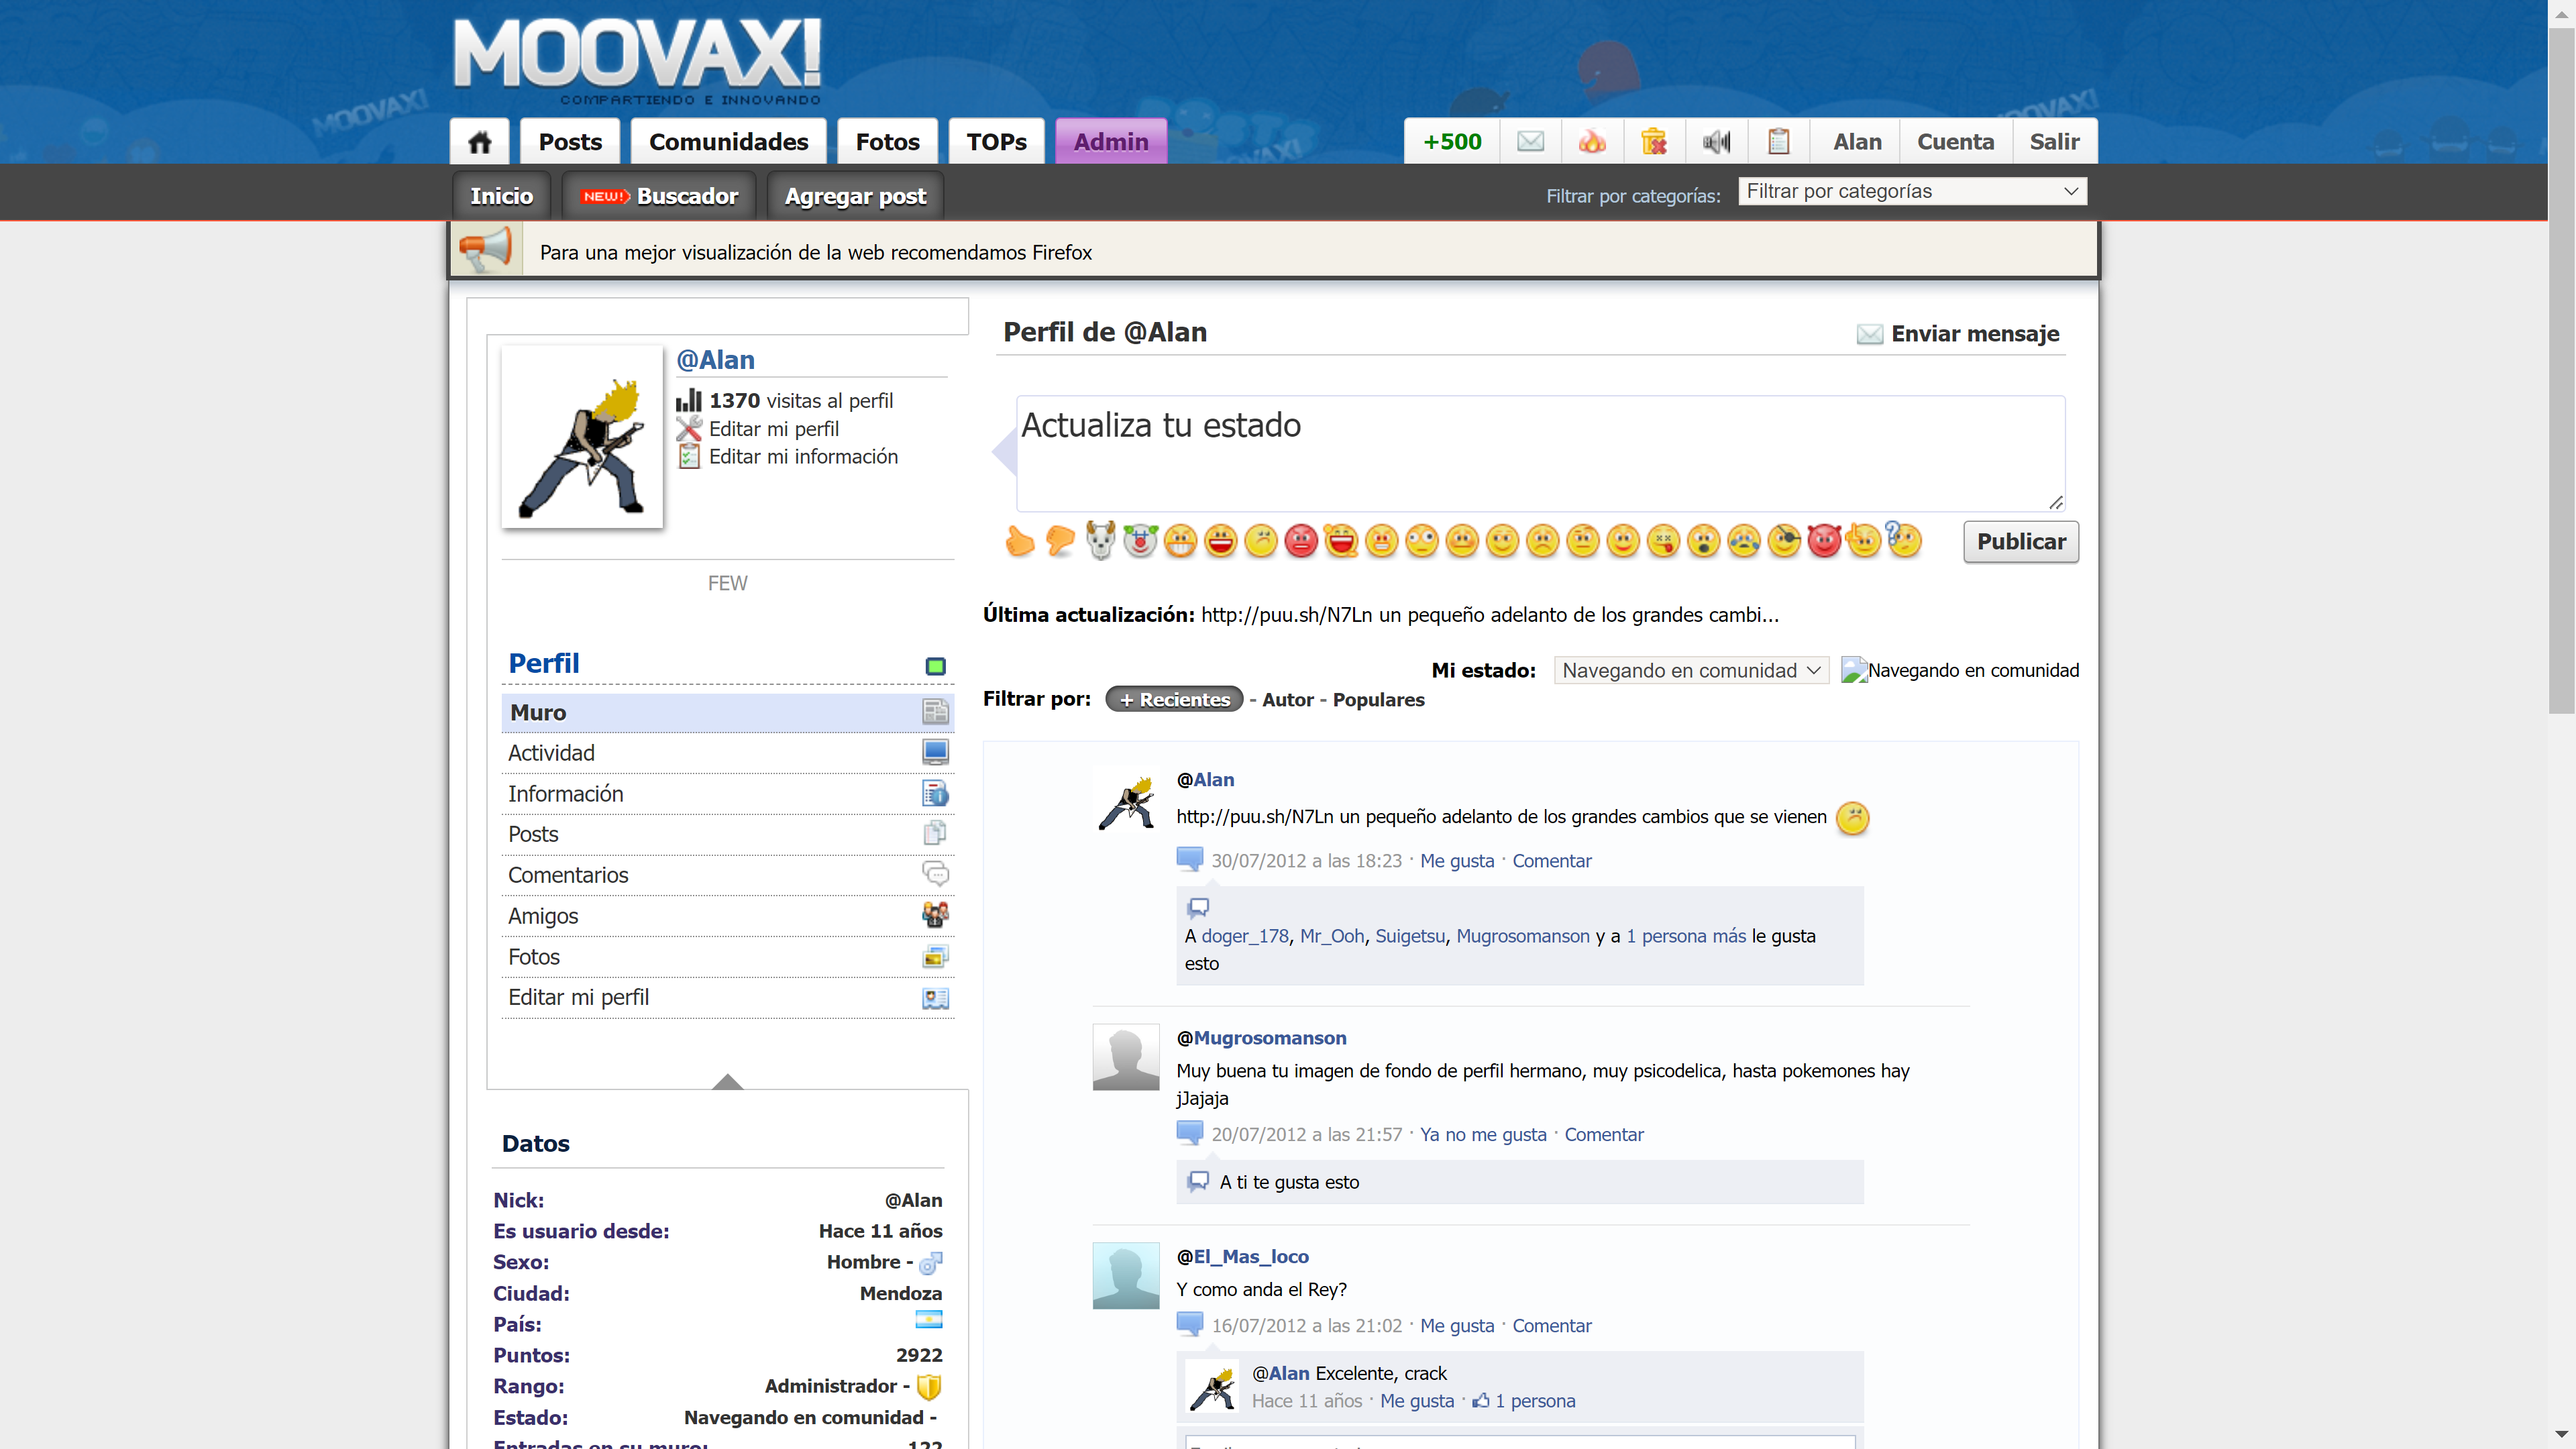 MOOVAX!
COMPARTIENDO E INNOVANDO
Posts
Comunidades
Fotos
TOPs
Admin
+500
Alan
Cuenta
Salir
Inicio
NEW! Buscador
Agregar post
Filtrar por categorías:
Filtrar por categorías
Para una mejor visualización de la web recomendamos Firefox
@Alan
1370 visitas al perfil
Editar mi perfil
Editar mi información
FEW
Perfil
Muro
Actividad
Información
Posts
Comentarios
Amigos
Fotos
Editar mi perfil
Datos
Nick: @Alan
Es usuario desde: Hace 11 años
Sexo: Hombre -
Ciudad: Mendoza
País:
Puntos: 2922
Rango: Administrador -
Estado: Navegando en comunidad -
Entradas en su muro: 122
Perfil de @Alan
Enviar mensaje
Actualiza tu estado
Publicar
Última actualización: http://puu.sh/N7Ln un pequeño adelanto de los grandes cambi...
Mi estado: Navegando en comunidad Navegando en comunidad
Filtrar por: + Recientes - Autor - Populares
@Alan
http://puu.sh/N7Ln un pequeño adelanto de los grandes cambios que se vienen
30/07/2012 a las 18:23 · Me gusta · Comentar
A doger_178, Mr_Ooh, Suigetsu, Mugrosomanson y a 1 persona más le gusta
esto
@Mugrosomanson
Muy buena tu imagen de fondo de perfil hermano, muy psicodelica, hasta pokemones hay
jJajaja
20/07/2012 a las 21:57 · Ya no me gusta · Comentar
A ti te gusta esto
@El_Mas_loco
Y como anda el Rey?
16/07/2012 a las 21:02 · Me gusta · Comentar
@Alan Excelente, crack
Hace 11 años · Me gusta · 1 persona